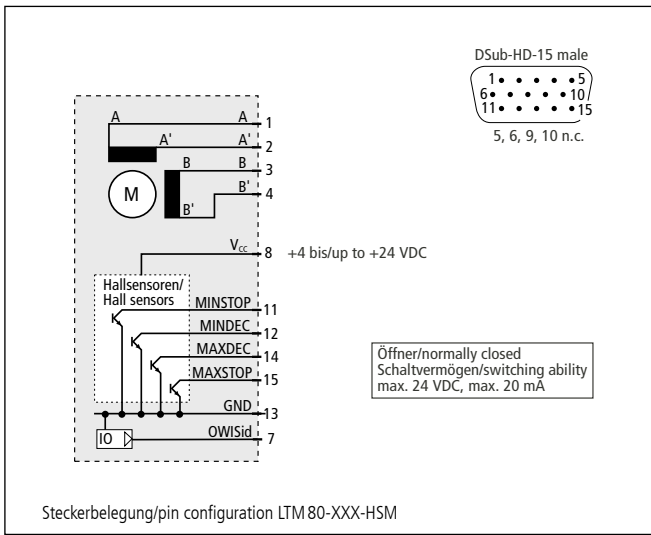 DSub-HD-15 male
1 5
6 10
11 15
5, 6, 9, 10 n.c.
A A 1
A' A' 2
B B 3
M
B' B' 4
Vcc 8 +4 bis/up to +24 VDC
Hallsensoren/
Hall sensors
MINSTOP 11
MINDEC 12
MAXDEC 14
MAXSTOP 15
GND 13
IO OWISid 7
Öffner/normally closed
Schaltvermögen/switching ability
max. 24 VDC, max. 20 mA
Steckerbelegung/pin configuration LTM 80-XXX-HSM